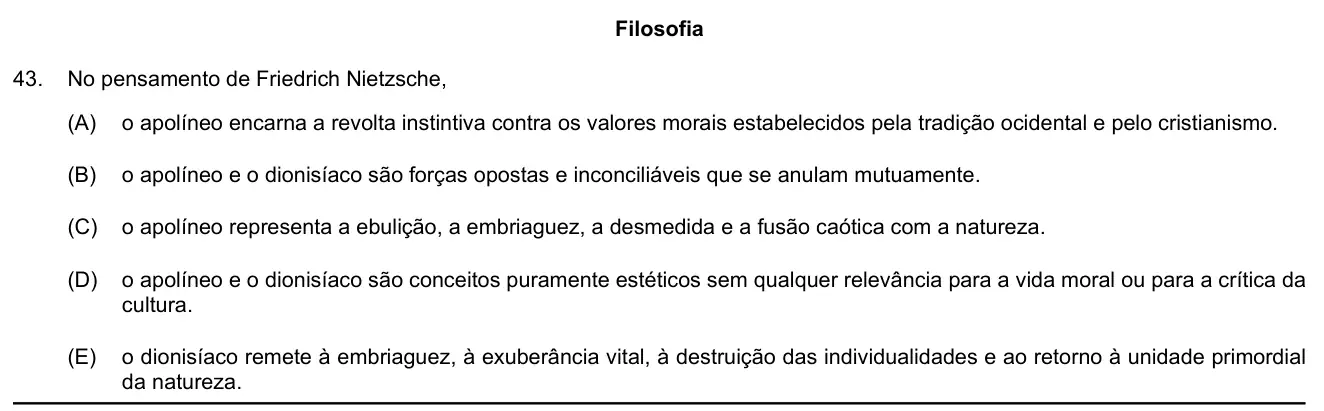 Filosofia
43. No pensamento de Friedrich Nietzsche,
(A) o apolíneo encarna a revolta instintiva contra os valores morais estabelecidos pela tradição ocidental e pelo cristianismo.
(B) o apolíneo e o dionisíaco são forças opostas e inconciliáveis que se anulam mutuamente.
(C) o apolíneo representa a ebulição, a embriaguez, a desmedida e a fusão caótica com a natureza.
(D) o apolíneo e o dionisíaco são conceitos puramente estéticos sem qualquer relevância para a vida moral ou para a crítica da
cultura.
(E) o dionisíaco remete à embriaguez, à exuberância vital, à destruição das individualidades e ao retorno à unidade primordial
da natureza.